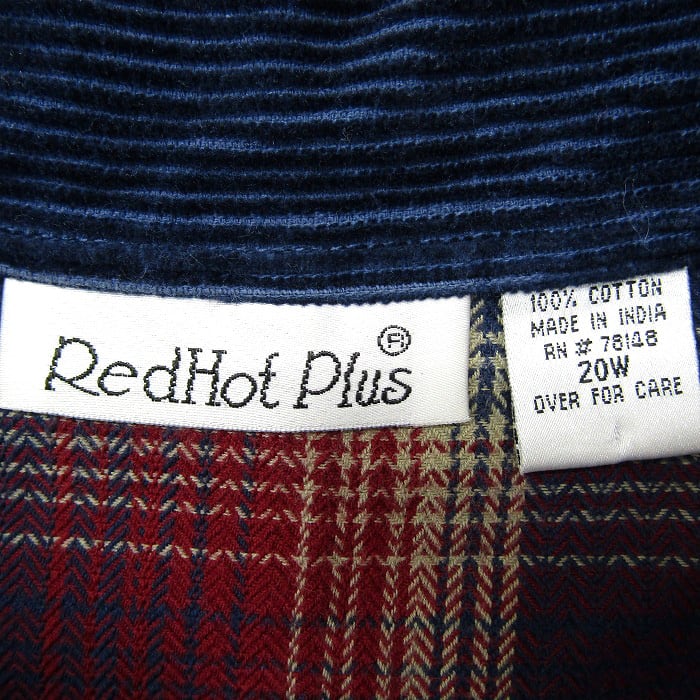 RedHot Plus ®
100% COTTON
MADE IN INDIA
RN # 78148
20W
OVER FOR CARE